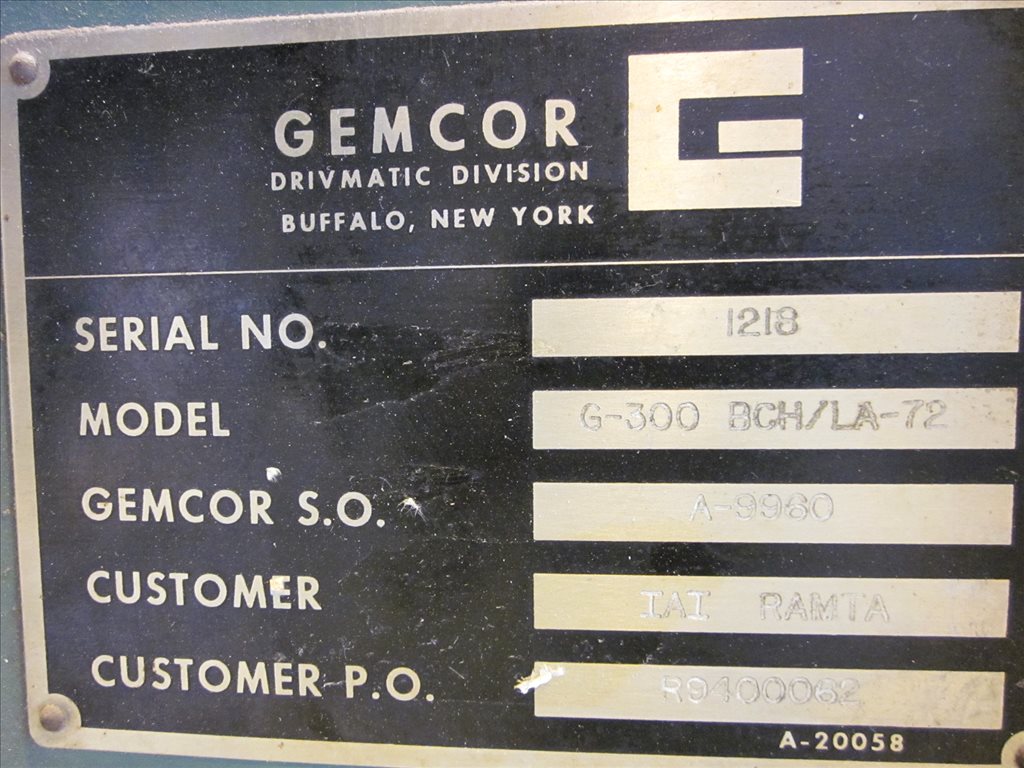 GEMCOR
DRIVMATIC DIVISION
BUFFALO, NEW YORK
SERIAL NO. 1218
MODEL G-300 BCH/LA-72
GEMCOR S.O. A-9960
CUSTOMER IAI RAMTA
CUSTOMER P.O. R9400062
A-20058